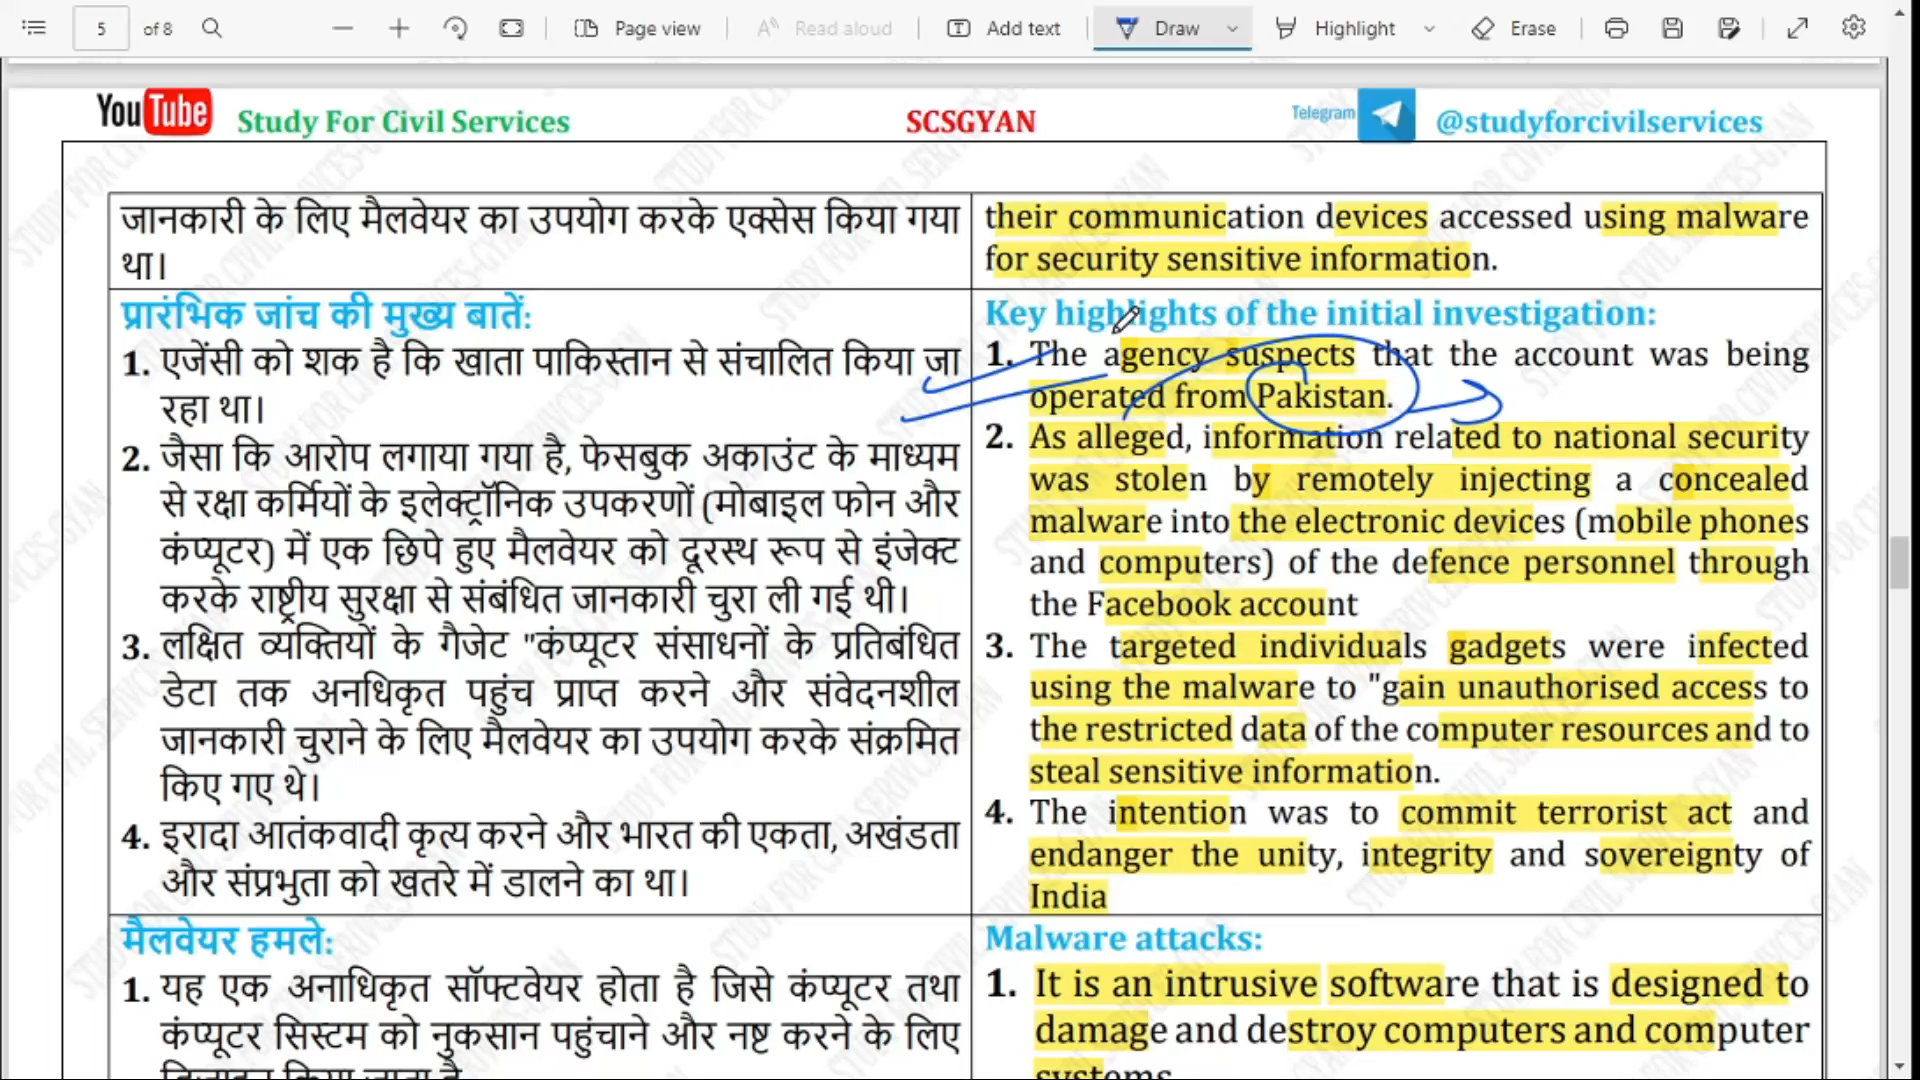 5 of 8 Page view Read aloud Add text Draw Highlight Erase
YouTube Study For Civil Services SCSGYAN Telegram @studyforcivilservices
जानकारी के लिए मैलवेयर का उपयोग करके एक्सेस किया गया
था।
their communication devices accessed using malware
for security sensitive information.
प्रारंभिक जांच की मुख्य बातें:
1. एजेंसी को शक है कि खाता पाकिस्तान से संचालित किया जा
रहा था।
2. जैसा कि आरोप लगाया गया है, फेसबुक अकाउंट के माध्यम
से रक्षा कर्मियों के इलेक्ट्रॉनिक उपकरणों (मोबाइल फोन और
कंप्यूटर) में एक छिपे हुए मैलवेयर को दूरस्थ रूप से इंजेक्ट
करके राष्ट्रीय सुरक्षा से संबंधित जानकारी चुरा ली गई थी।
3. लक्षित व्यक्तियों के गैजेट "कंप्यूटर संसाधनों के प्रतिबंधित
डेटा तक अनधिकृत पहुंच प्राप्त करने और संवेदनशील
जानकारी चुराने के लिए मैलवेयर का उपयोग करके संक्रमित
किए गए थे।
4. इरादा आतंकवादी कृत्य करने और भारत की एकता, अखंडता
और संप्रभुता को खतरे में डालने का था।
Key highlights of the initial investigation:
1. The agency suspects that the account was being
operated from Pakistan.
2. As alleged, information related to national security
was stolen by remotely injecting a concealed
malware into the electronic devices (mobile phones
and computers) of the defence personnel through
the Facebook account
3. The targeted individuals gadgets were infected
using the malware to "gain unauthorised access to
the restricted data of the computer resources and to
steal sensitive information.
4. The intention was to commit terrorist act and
endanger the unity, integrity and sovereignty of
India
मैलवेयर हमले:
1. यह एक अनाधिकृत सॉफ्टवेयर होता है जिसे कंप्यूटर तथा
कंप्यूटर सिस्टम को नुकसान पहुंचाने और नष्ट करने के लिए
Malware attacks:
1. It is an intrusive software that is designed to
damage and destroy computers and computer
systems